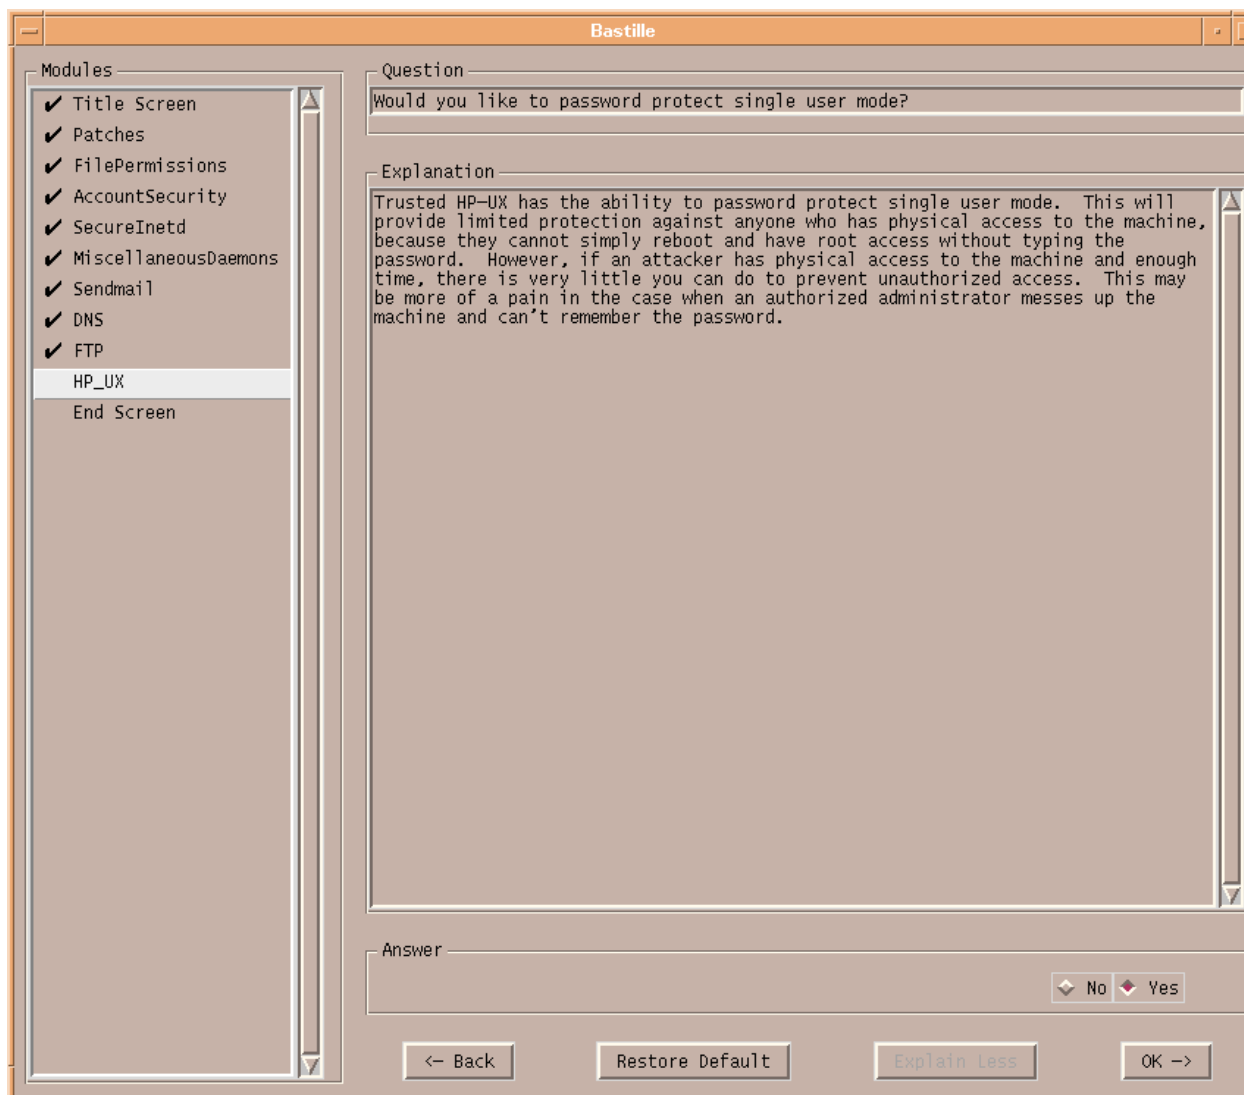 Bastille
Modules
✔ Title Screen
✔ Patches
✔ FilePermissions
✔ AccountSecurity
✔ SecureInetd
✔ MiscellaneousDaemons
✔ Sendmail
✔ DNS
✔ FTP
HP_UX
End Screen
Question
Would you like to password protect single user mode?
Explanation
Trusted HP-UX has the ability to password protect single user mode.  This will
provide limited protection against anyone who has physical access to the machine,
because they cannot simply reboot and have root access without typing the
password.  However, if an attacker has physical access to the machine and enough
time, there is very little you can do to prevent unauthorized access.  This may
be more of a pain in the case when an authorized administrator messes up the
machine and can't remember the password.
Answer
No Yes
<- Back Restore Default Explain Less OK ->